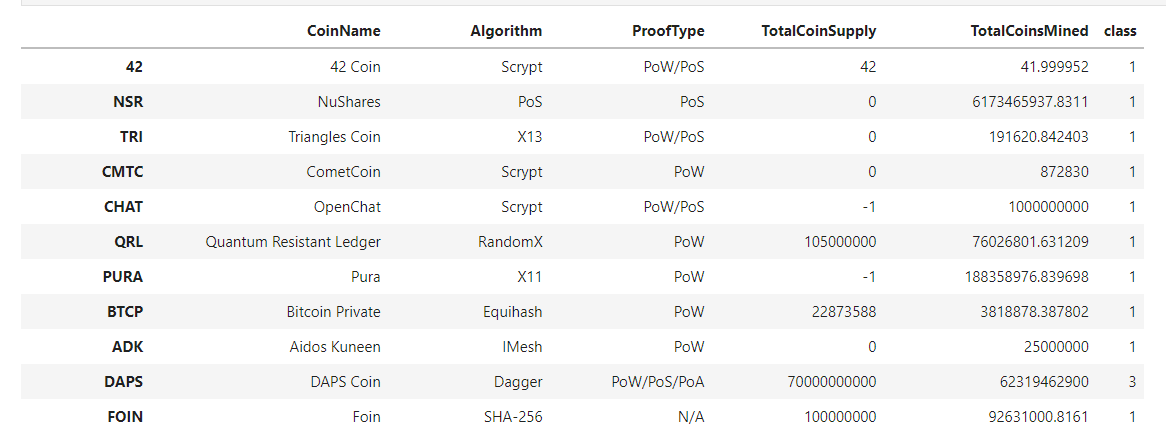 CoinName Algorithm ProofType TotalCoinSupply TotalCoinsMined class
42 42 Coin Scrypt PoW/PoS 42 41.999952 1
NSR NuShares PoS PoS 0 6173465937.8311 1
TRI Triangles Coin X13 PoW/PoS 0 191620.842403 1
CMTC CometCoin Scrypt PoW 0 872830 1
CHAT OpenChat Scrypt PoW/PoS -1 1000000000 1
QRL Quantum Resistant Ledger RandomX PoW 105000000 76026801.631209 1
PURA Pura X11 PoW -1 188358976.839698 1
BTCP Bitcoin Private Equihash PoW 22873588 3818878.387802 1
ADK Aidos Kuneen IMesh PoW 0 25000000 1
DAPS DAPS Coin Dagger PoW/PoS/PoA 70000000000 62319462900 3
FOIN Foin SHA-256 N/A 100000000 92631000.8161 1